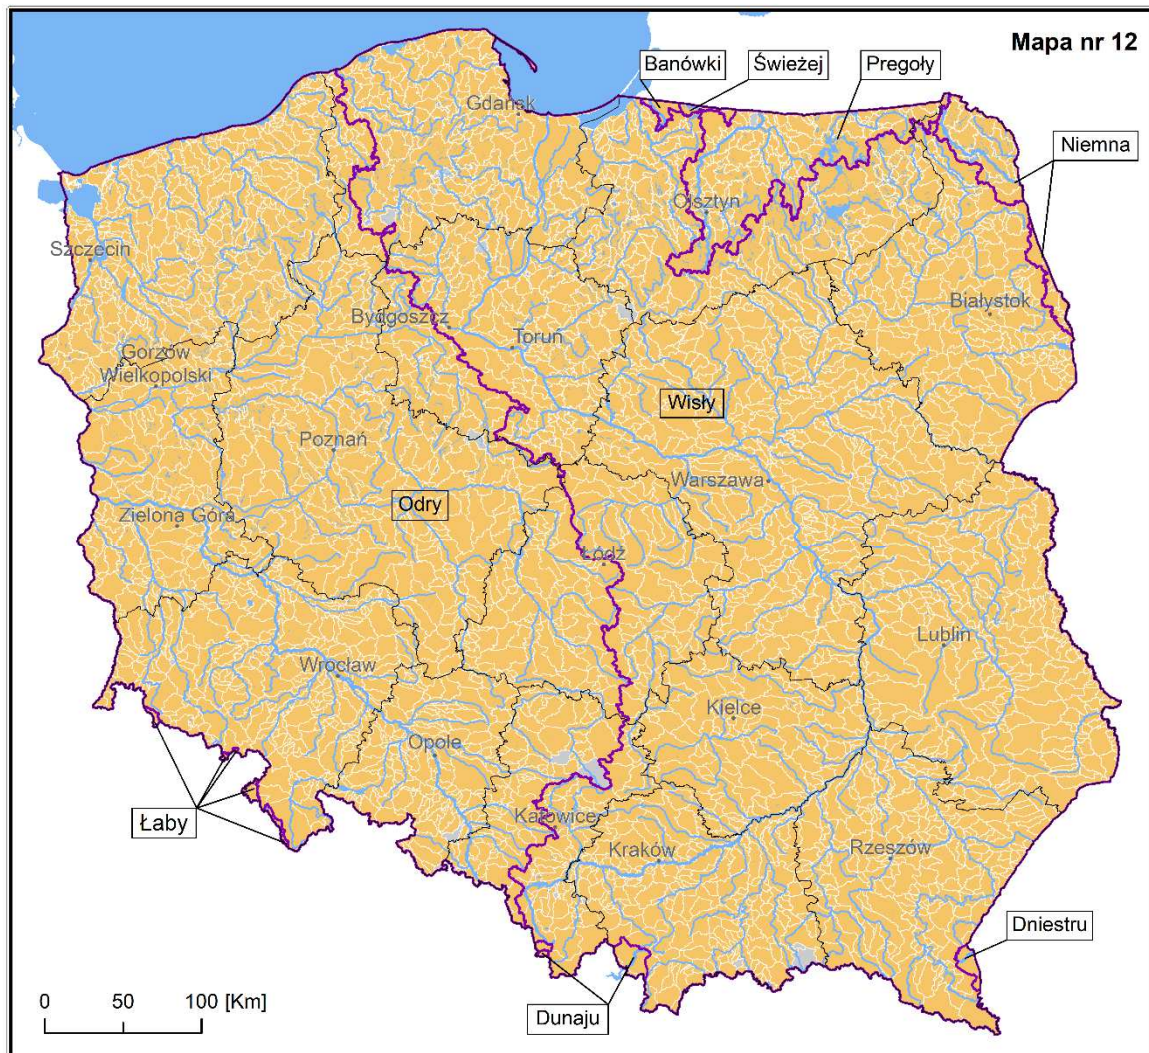 Mapa nr 12
Banówki
Świeżej
Pregoły
Gdańsk
Niemna
Olsztyn
Szczecin
Białystok
Bydgoszcz
Toruń
Gorzów
Wielkopolski
Wisły
Poznań
Warszawa
Odry
Zielona Góra
Łódź
Lublin
Wrocław
Kielce
Opole
Łaby
Katowice
Kraków
Rzeszów
Dniestru
0 50 100 [Km]
Dunaju